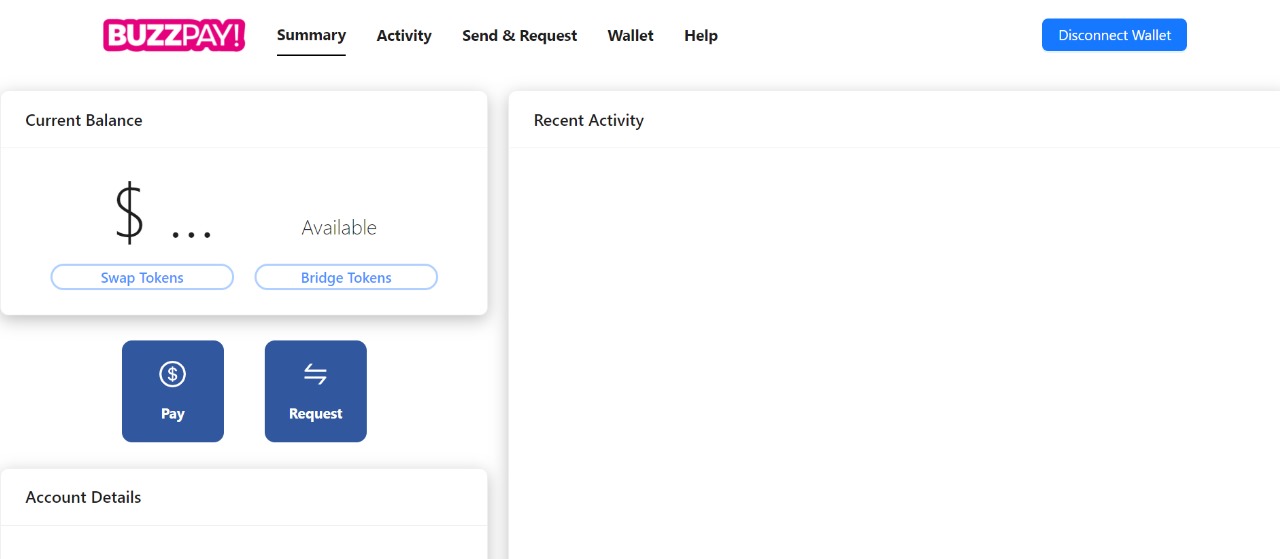 BUZZPAY!
Summary
Activity
Send & Request
Wallet
Help
Disconnect Wallet
Current Balance
$ ...
Available
Swap Tokens
Bridge Tokens
$
Pay
Request
Account Details
Recent Activity